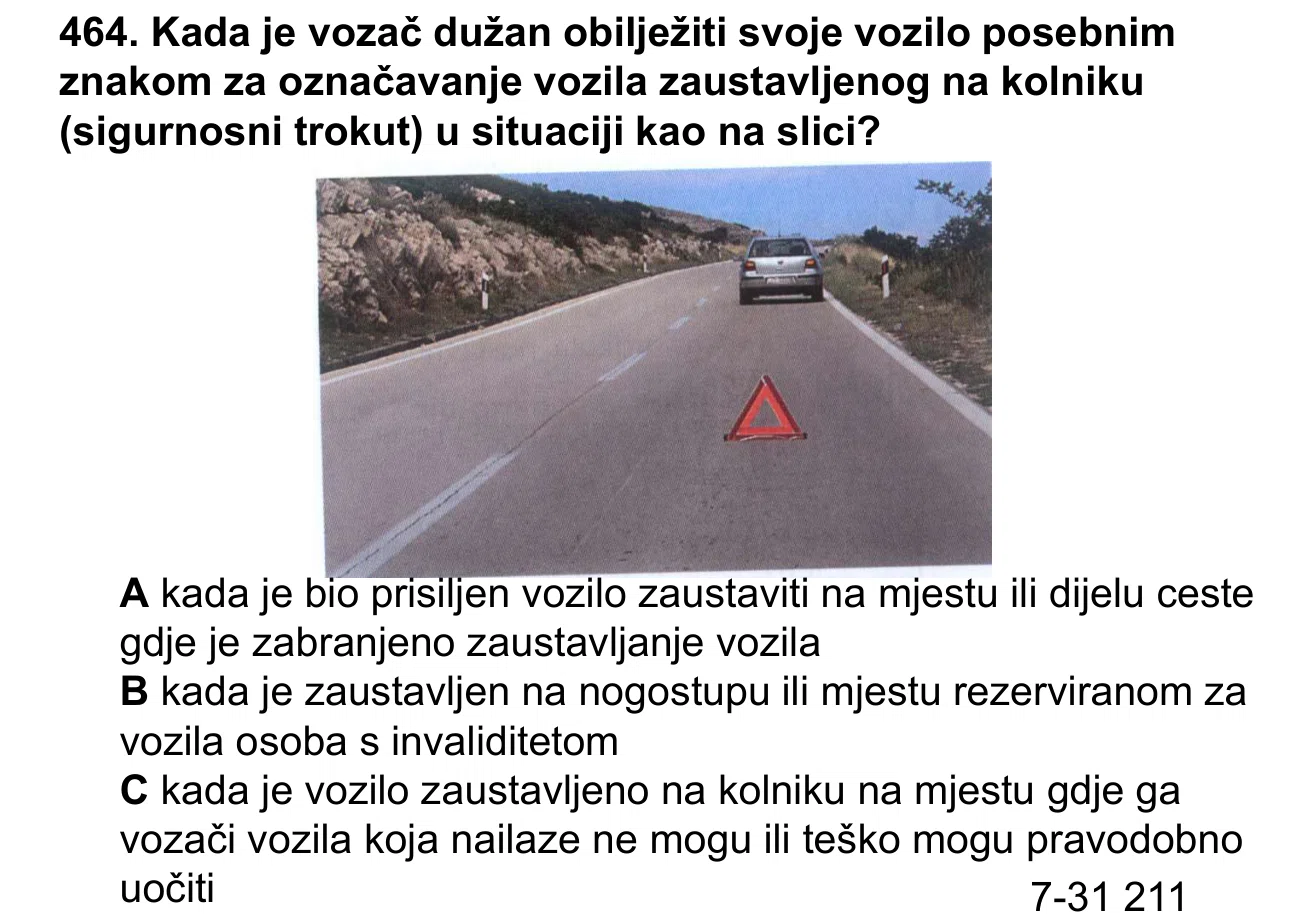 464. Kada je vozač dužan obilježiti svoje vozilo posebnim
znakom za označavanje vozila zaustavljenog na kolniku
(sigurnosni trokut) u situaciji kao na slici?
A kada je bio prisiljen vozilo zaustaviti na mjestu ili dijelu ceste
gdje je zabranjeno zaustavljanje vozila
B kada je zaustavljen na nogostupu ili mjestu rezerviranom za
vozila osoba s invaliditetom
C kada je vozilo zaustavljeno na kolniku na mjestu gdje ga
vozači vozila koja nailaze ne mogu ili teško mogu pravodobno
uočiti
7-31 211